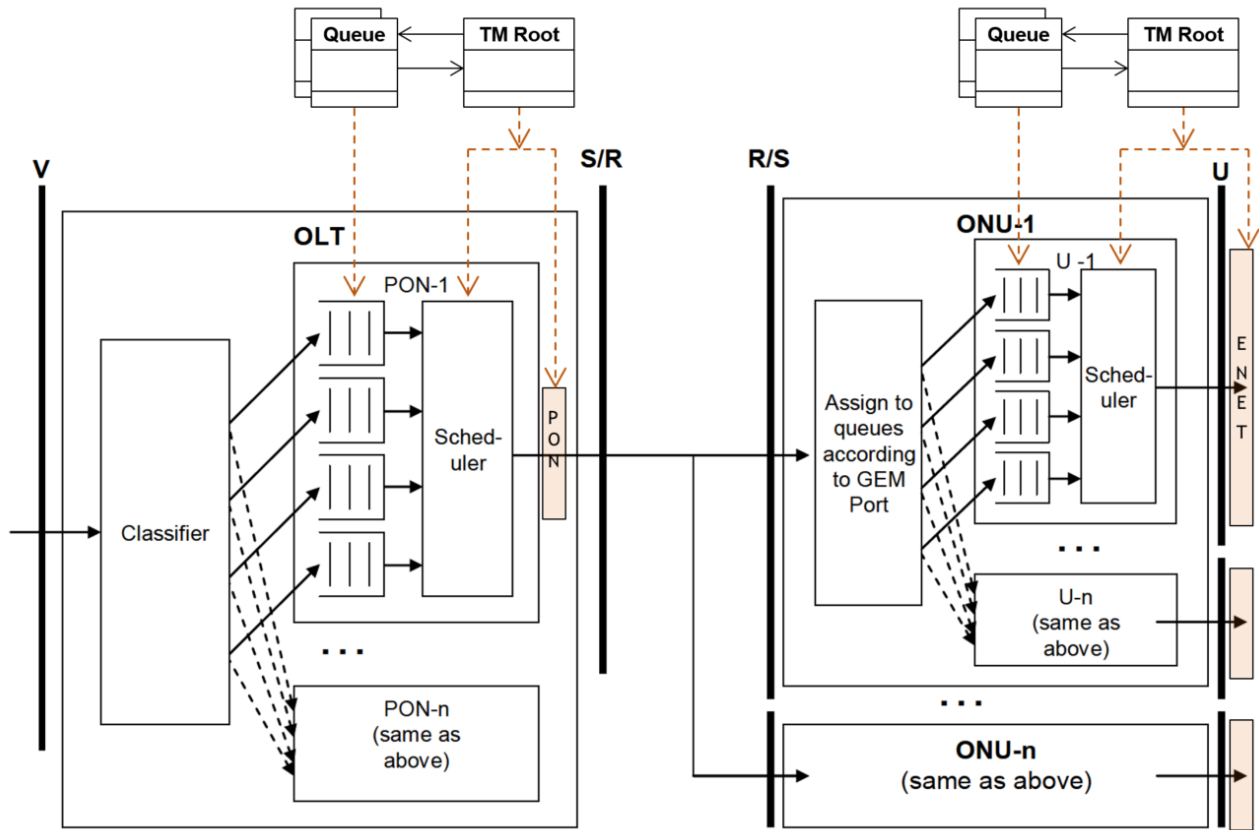 Queue
TM Root
Queue
TM Root
V
S/R
R/S
U
OLT
ONU-1
PON-1
U -1
Classifier
Sched-
uler
P
O
N
Assign to
queues
according
to GEM
Port
Sched-
uler
E
N
E
T
. . .
. . .
PON-n
(same as
above)
U-n
(same as
above)
. . .
ONU-n
(same as above)